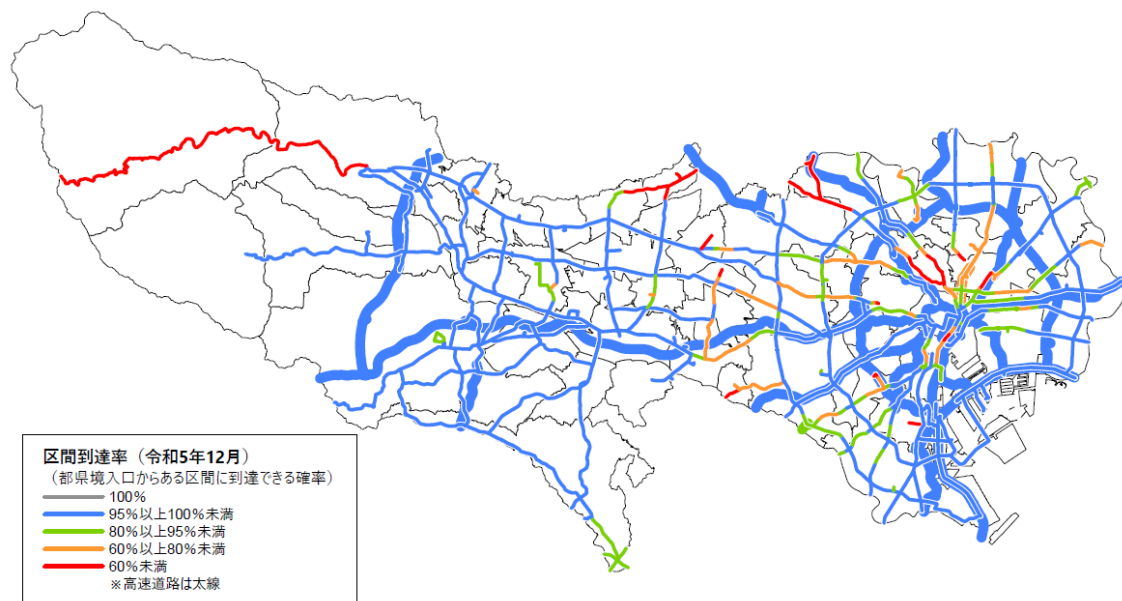 区間到達率（令和5年12月）
（都県境入口からある区間に到達できる確率）
100%
95%以上100%未満
80%以上95%未満
60%以上80%未満
60%未満
※高速道路は太線